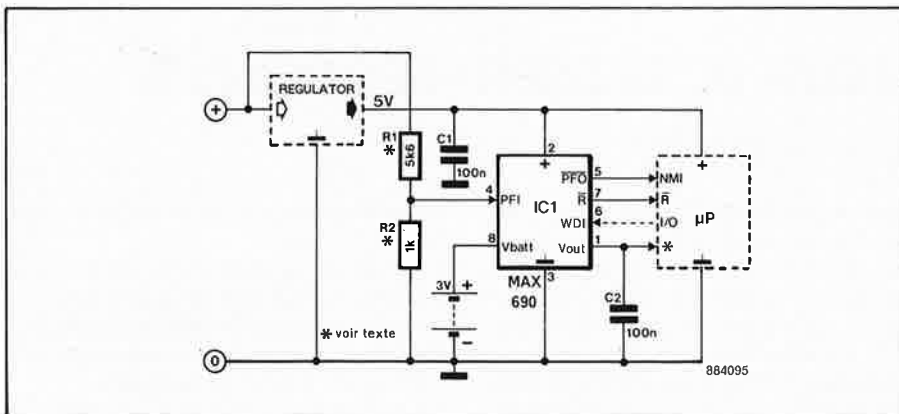 REGULATOR
5V
R1
*
5k6
C1
100n
2
+
4
PFI
PFO
5
NMI
R
7
R
IC1
WDI
6
I/O
µP
R2
*
1k
8
Vbatt
Vout
1
*
MAX
690
3
3V
+
-
C2
100n
* voir texte
+
0
884095